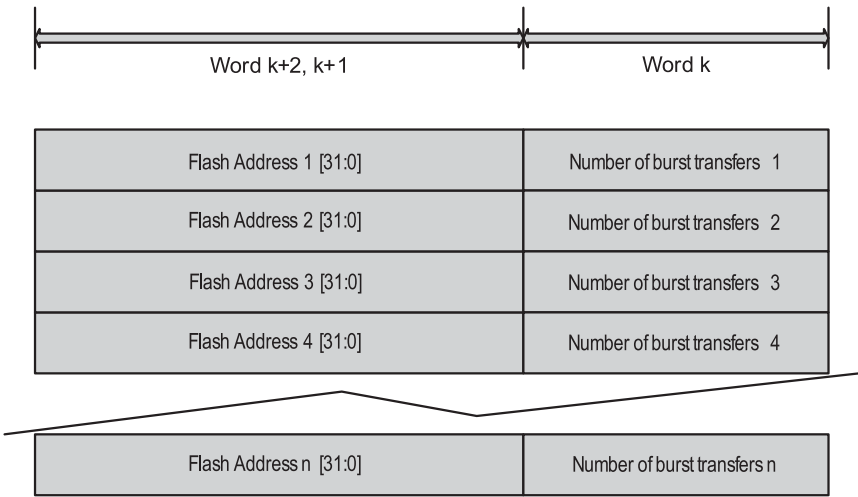 Word k+2, k+1 Word k
Flash Address 1 [31:0] Number of burst transfers 1
Flash Address 2 [31:0] Number of burst transfers 2
Flash Address 3 [31:0] Number of burst transfers 3
Flash Address 4 [31:0] Number of burst transfers 4
Flash Address n [31:0] Number of burst transfers n